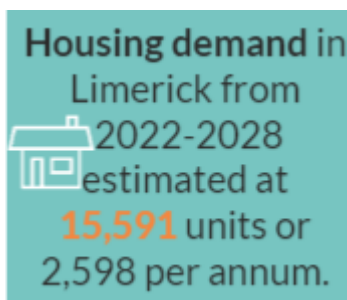 Housing demand in
Limerick from
2022-2028
estimated at
15,591 units or
2,598 per annum.